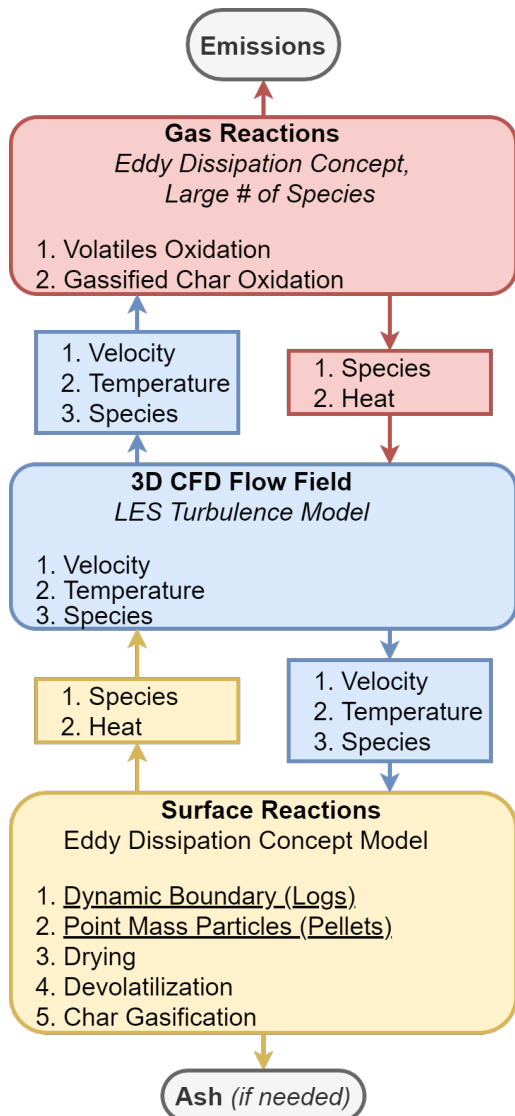 Emissions
Gas Reactions
Eddy Dissipation Concept,
Large # of Species
1. Volatiles Oxidation
2. Gassified Char Oxidation
1. Velocity
2. Temperature
3. Species
1. Species
2. Heat
3D CFD Flow Field
LES Turbulence Model
1. Velocity
2. Temperature
3. Species
1. Species
2. Heat
1. Velocity
2. Temperature
3. Species
Surface Reactions
Eddy Dissipation Concept Model
1. Dynamic Boundary (Logs)
2. Point Mass Particles (Pellets)
3. Drying
4. Devolatilization
5. Char Gasification
Ash (if needed)